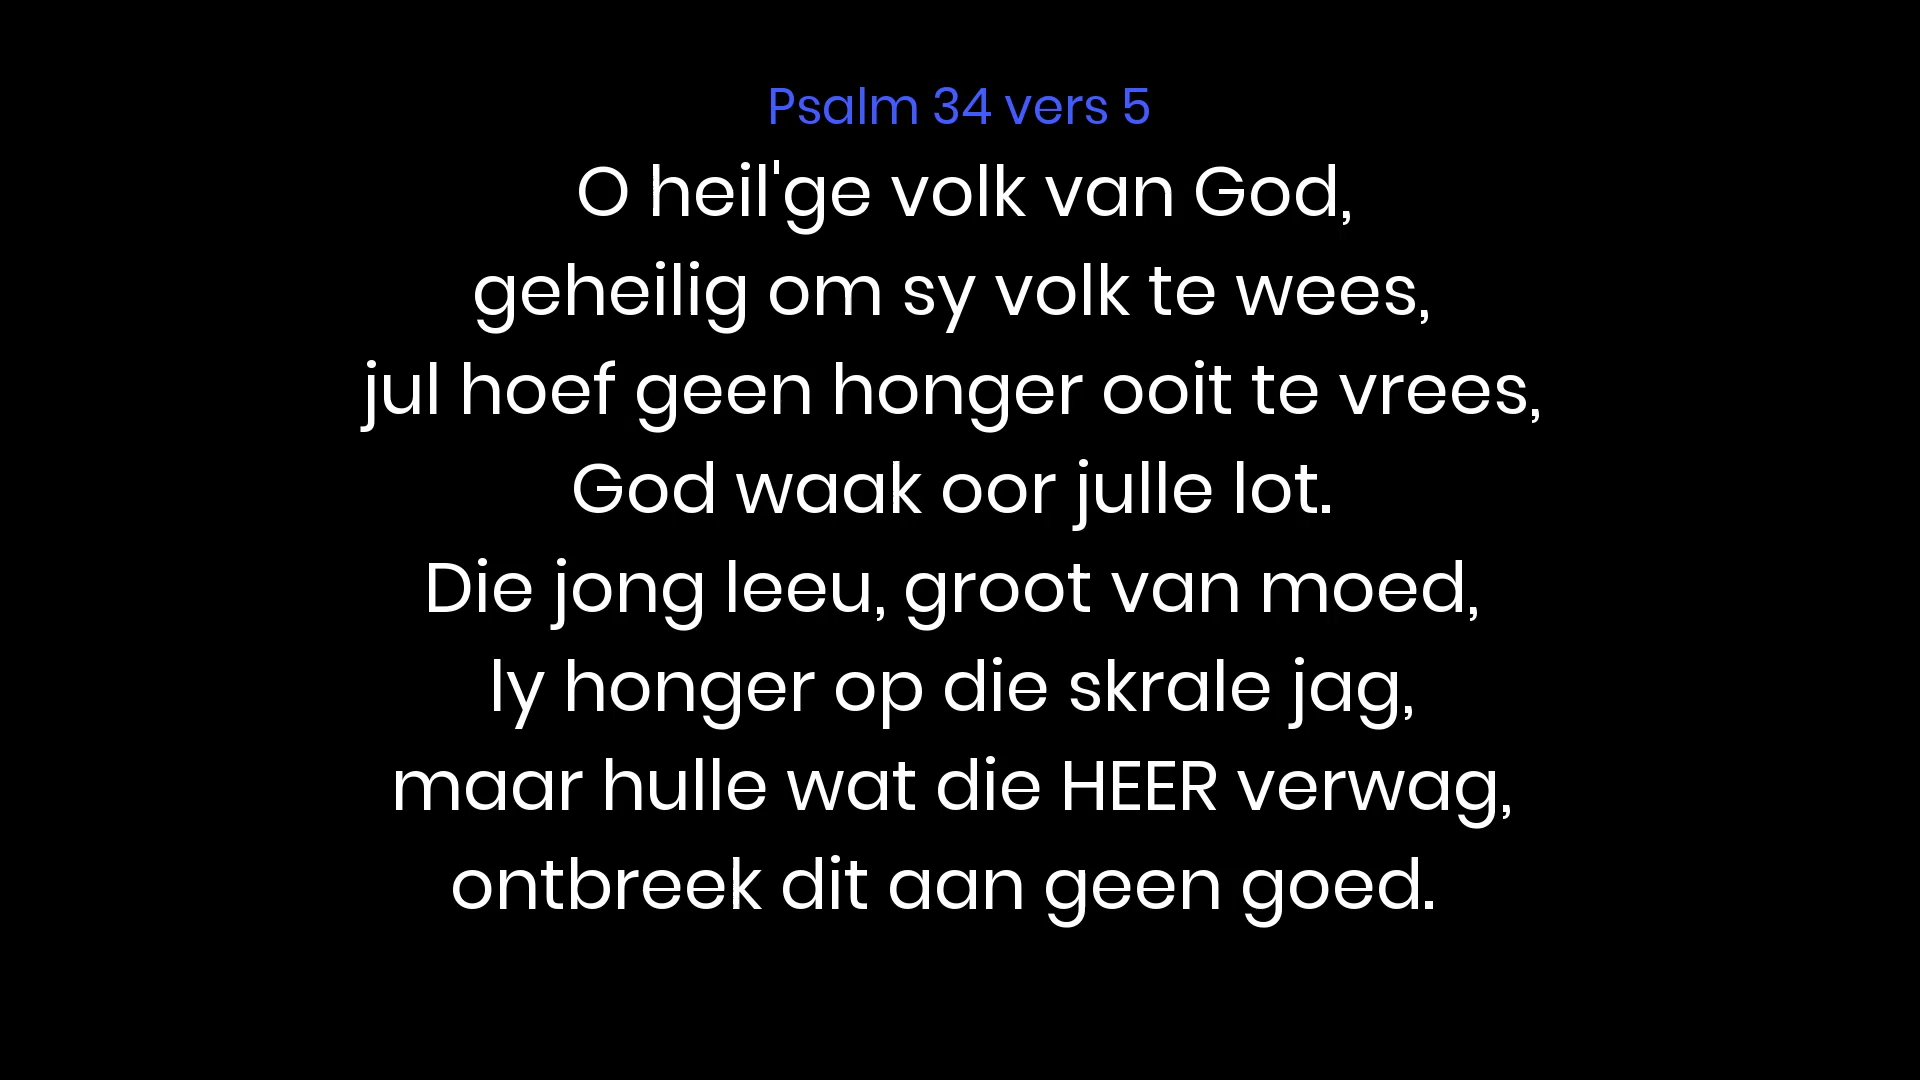 Psalm 34 vers 5
O heil'ge volk van God,
geheilig om sy volk te wees,
jul hoef geen honger ooit te vrees,
God waak oor julle lot.
Die jong leeu, groot van moed,
ly honger op die skrale jag,
maar hulle wat die HEER verwag,
ontbreek dit aan geen goed.